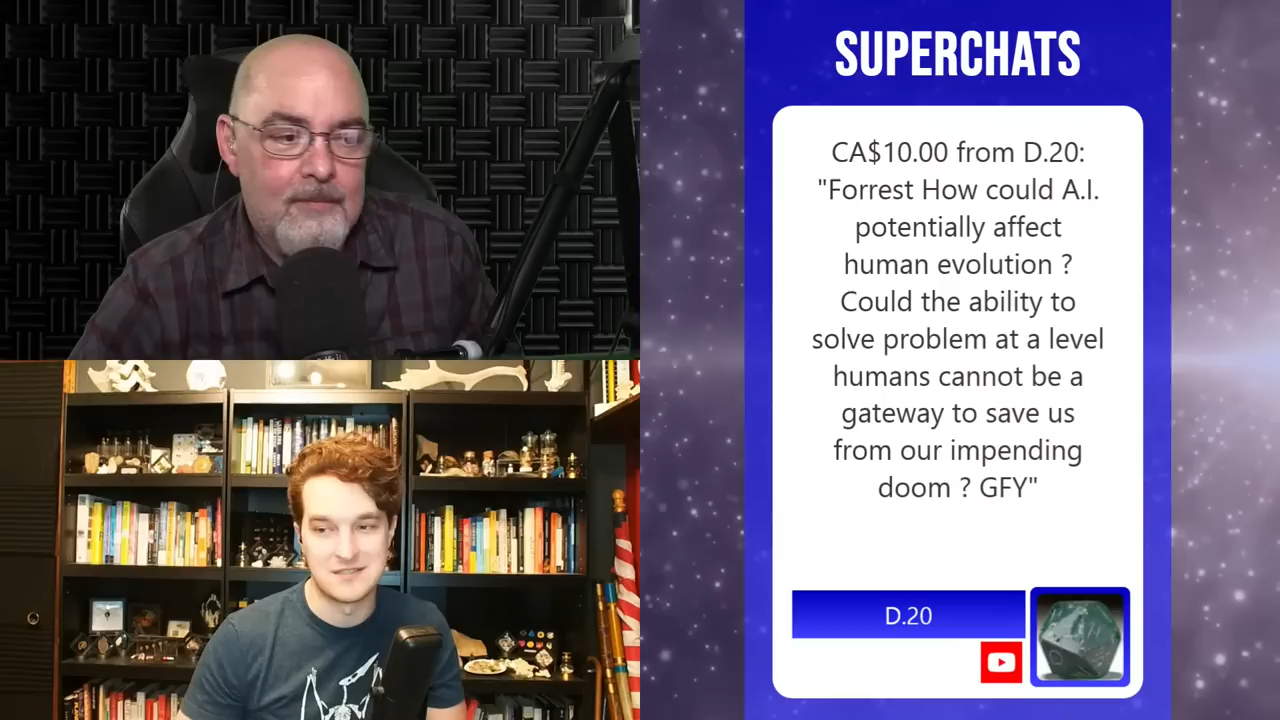 SUPERCHATS
CA$10.00 from D.20:
"Forrest How could A.I.
potentially affect
human evolution ?
Could the ability to
solve problem at a level
humans cannot be a
gateway to save us
from our impending
doom ? GFY"
D.20